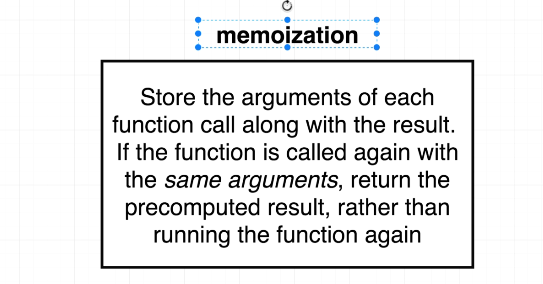 memoization
Store the arguments of each
function call along with the result.
If the function is called again with
the same arguments, return the
precomputed result, rather than
running the function again